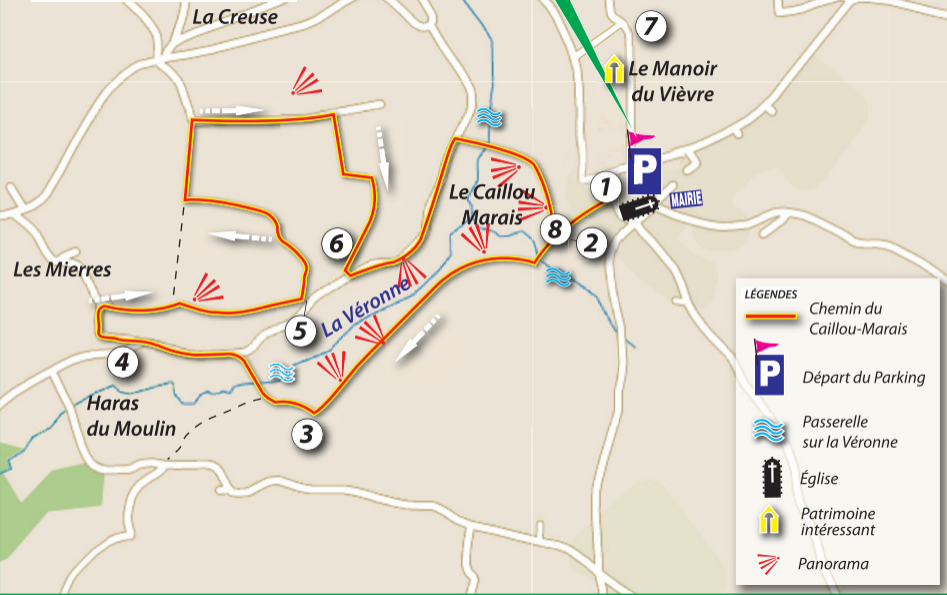 La Creuse
7
Le Manoir
du Vièvre
P
1
MAIRIE
Le Caillou
Marais
8
2
6
Les Mierres
La Véronne
5
4
Haras
du Moulin
3
LÉGENDES
Chemin du
Caillou-Marais
P
Départ du Parking
Passerelle
sur la Véronne
Église
Patrimoine
intéressant
Panorama